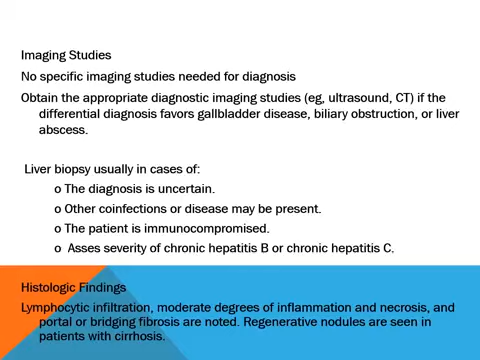 Imaging Studies
No specific imaging studies needed for diagnosis
Obtain the appropriate diagnostic imaging studies (eg, ultrasound, CT) if the
differential diagnosis favors gallbladder disease, biliary obstruction, or liver
abscess.
Liver biopsy usually in cases of:
o The diagnosis is uncertain.
o Other coinfections or disease may be present.
o The patient is immunocompromised.
o Asses severity of chronic hepatitis B or chronic hepatitis C.
Histologic Findings
Lymphocytic infiltration, moderate degrees of inflammation and necrosis, and
portal or bridging fibrosis are noted. Regenerative nodules are seen in
patients with cirrhosis.